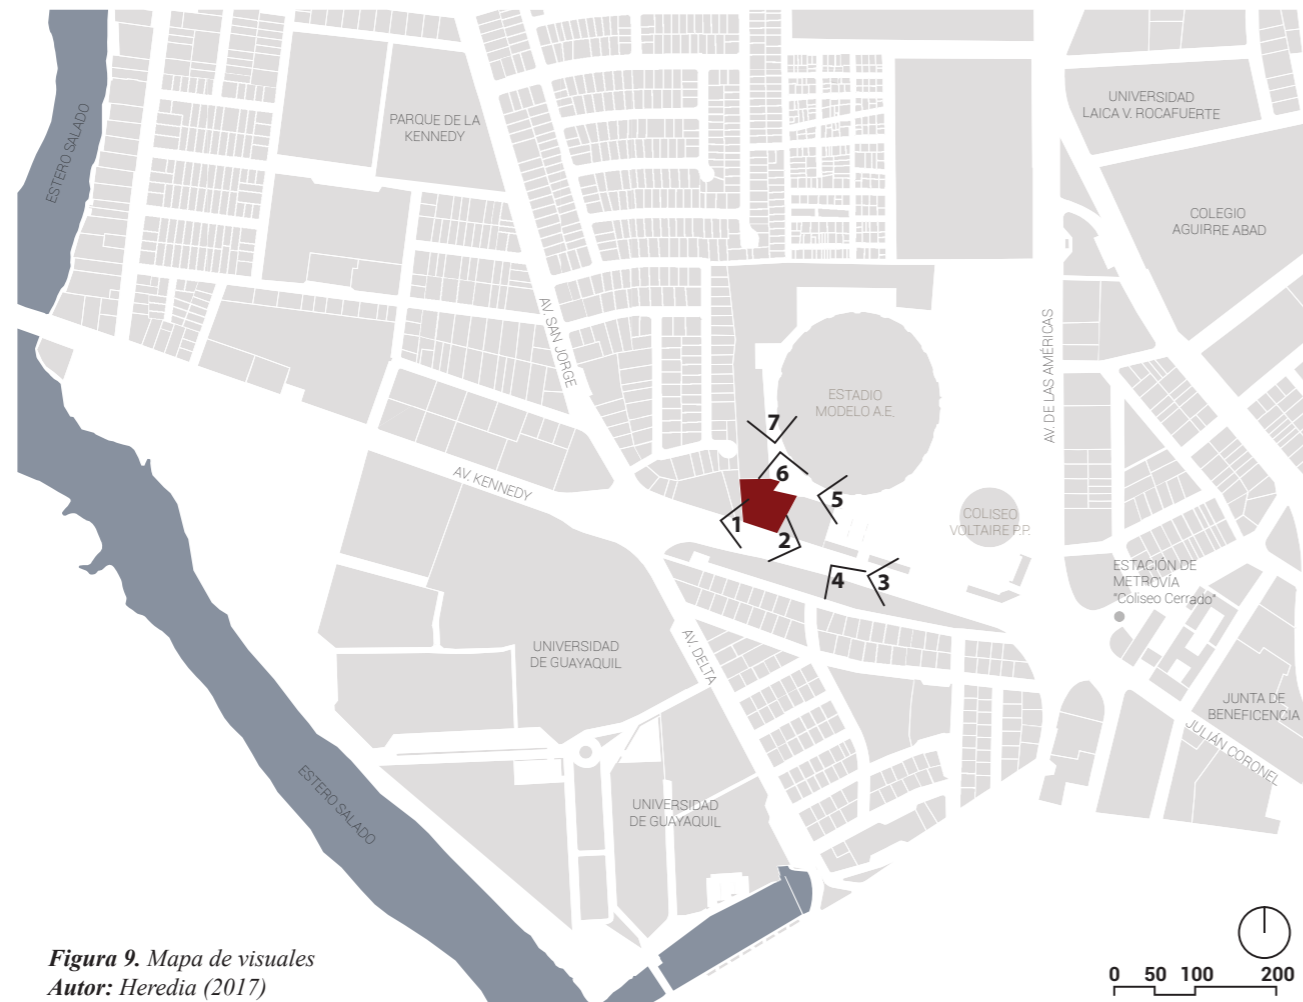 UNIVERSIDAD
LAICA V. ROCAFUERTE
ESTERO SALADO
PARQUE DE LA
KENNEDY
COLEGIO
AGUIRRE ABAD
AV. SAN JORGE
AV. DE LAS AMÉRICAS
ESTADIO
MODELO A.E.
7
6
5
AV. KENNEDY
1
2
COLISEO
VOLTAIRE P.P.
4
3
ESTACIÓN DE
METROVÍA
"Coliseo Cerrado"
UNIVERSIDAD
DE GUAYAQUIL
AV. DELTA
JUNTA DE
BENEFICENCIA
JULIÁN CORONEL
ESTERO SALADO
UNIVERSIDAD
DE GUAYAQUIL
Figura 9. Mapa de visuales
Autor: Heredia (2017)
0 50 100 200